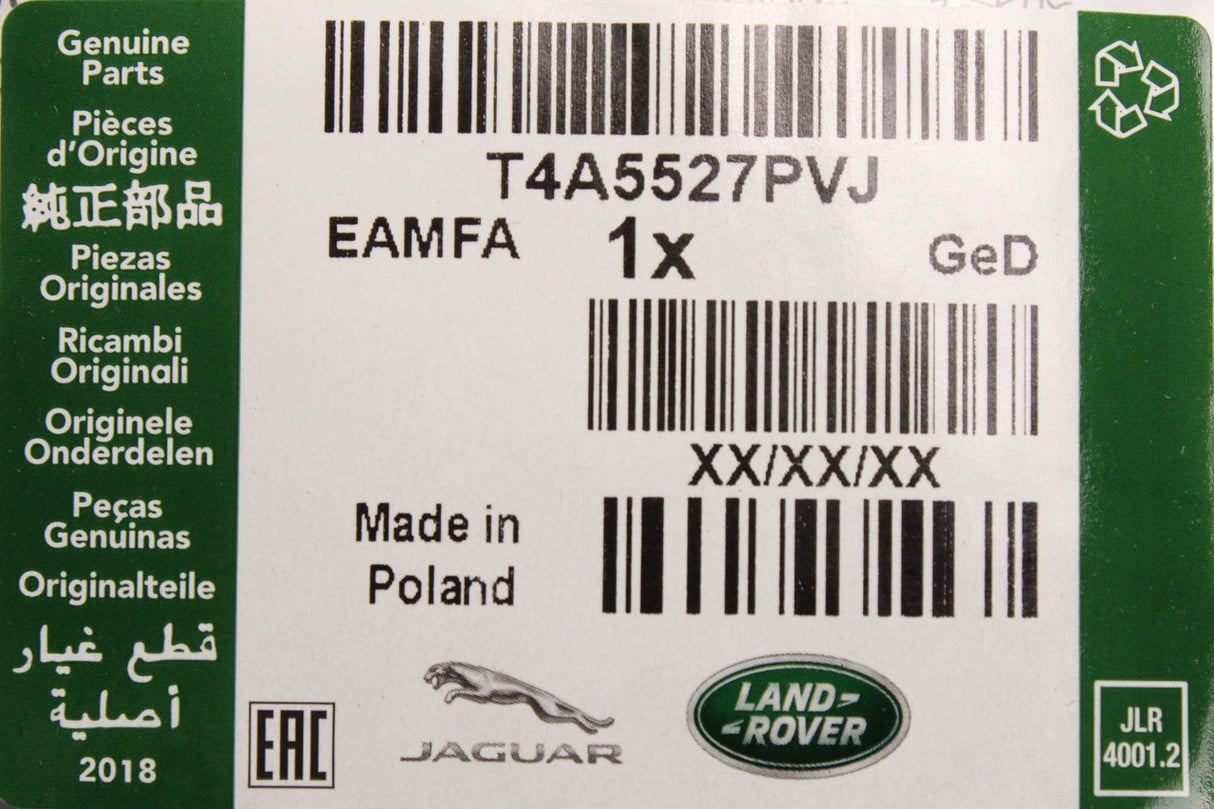 Genuine
Parts
Pièces
d'Origine
純正部品
Piezas
Originales
Ricambi
Originali
Originele
Onderdelen
Peças
Genuinas
Originalteile
قطع غيار
أصلية
2018
T4A5527PVJ
EAMFA 1x GeD
XX/XX/XX
Made in
Poland
EAC
JAGUAR
LAND
ROVER
JLR
4001.2